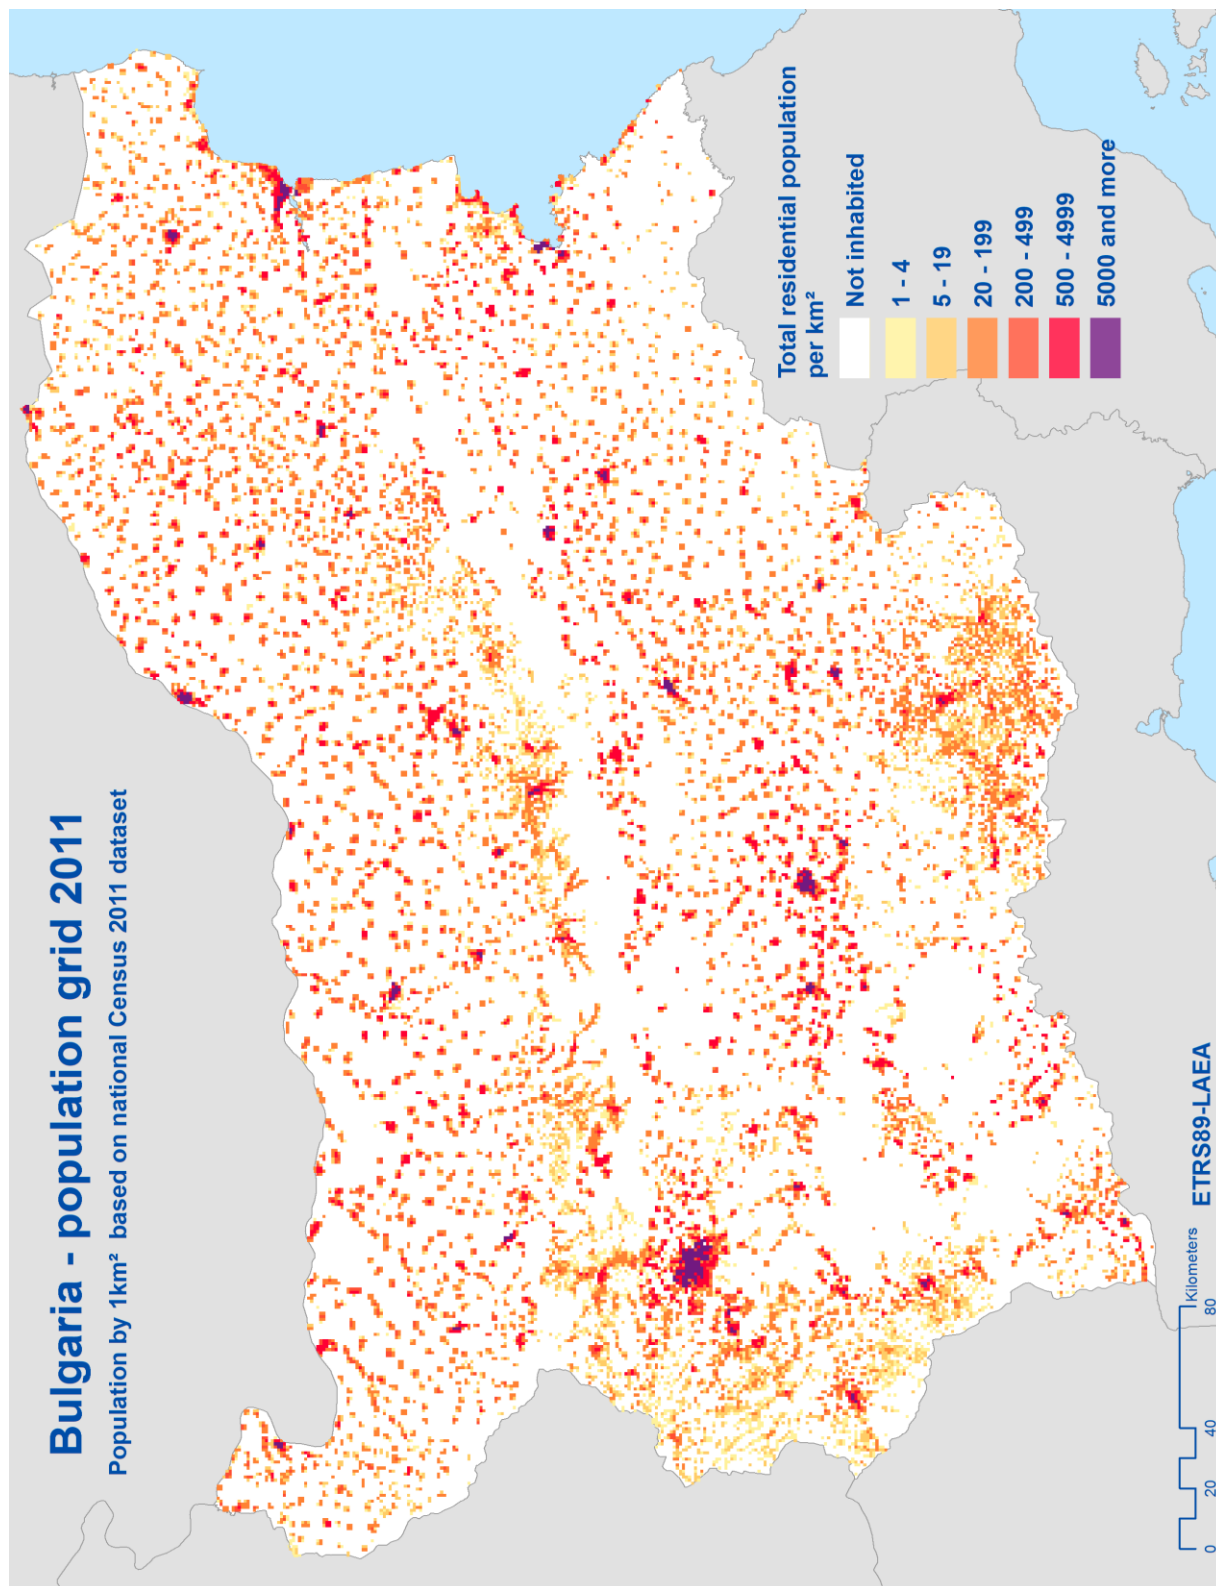 Bulgaria - population grid 2011
Population by 1km² based on national Census 2011 dataset
Total residential population
per km²
Not inhabited
1 - 4
5 - 19
20 - 199
200 - 499
500 - 4999
5000 and more
0 20 40 80
Kilometers
ETRS89-LAEA